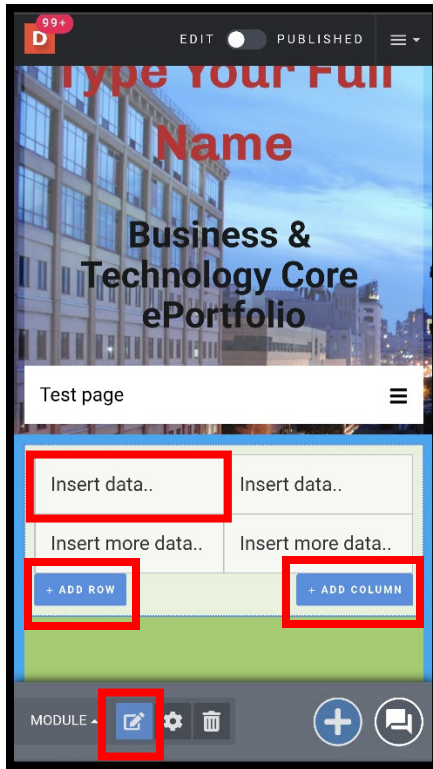 99+
D
EDIT PUBLISHED
Type Your Full
Name
Business &
Technology Core
ePortfolio
Test page
Insert data.. Insert data..
Insert more data.. Insert more data..
+ ADD ROW + ADD COLUMN
MODULE